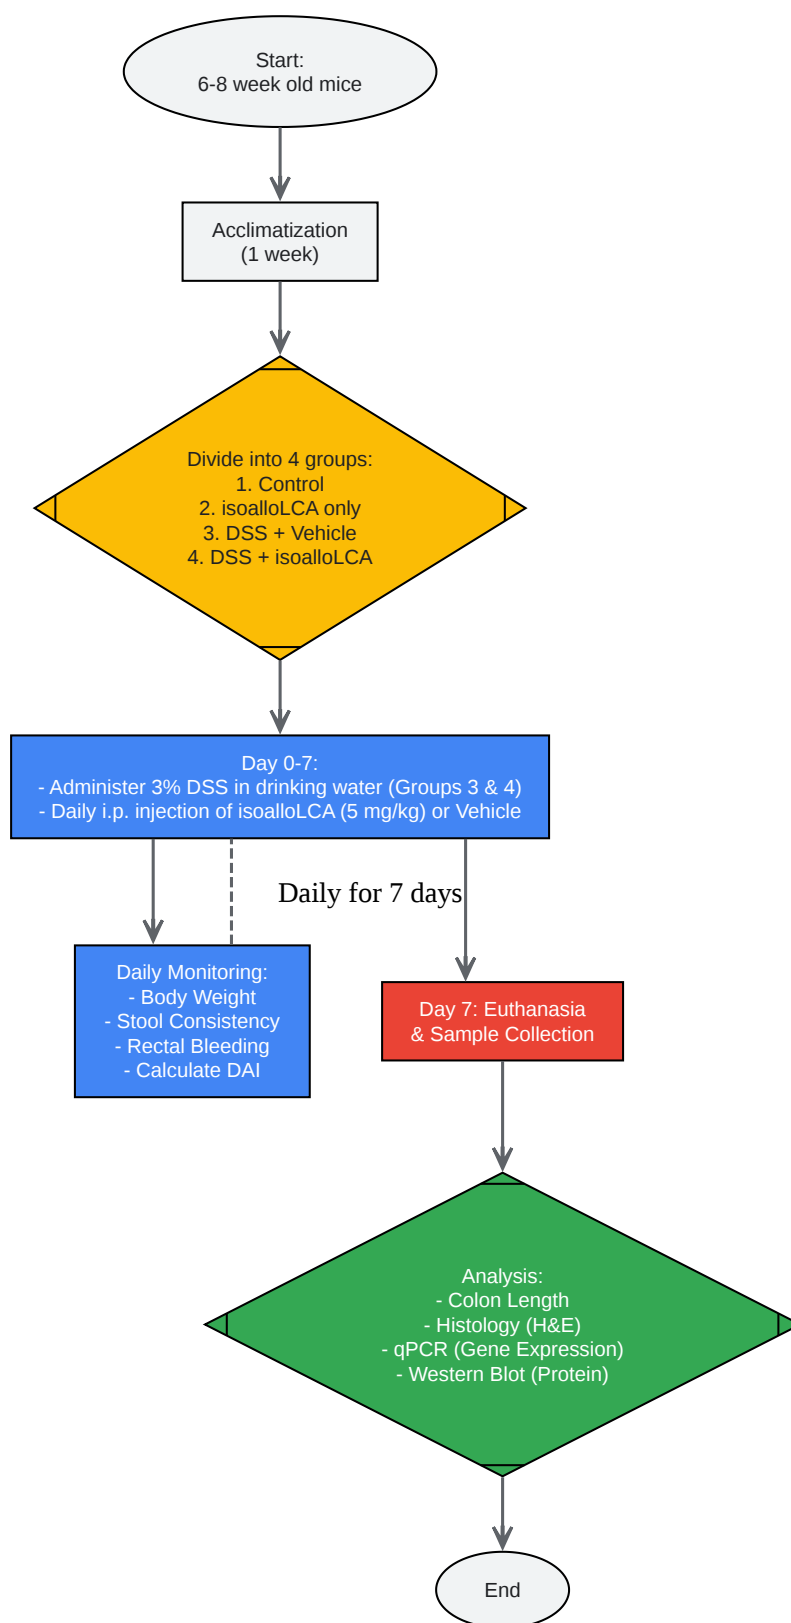 Start:
6-8 week old mice
Acclimatization
(1 week)
Divide into 4 groups:
1. Control
2. isoalloLCA only
3. DSS + Vehicle
4. DSS + isoalloLCA
Day 0-7:
- Administer 3% DSS in drinking water (Groups 3 & 4)
- Daily i.p. injection of isoalloLCA (5 mg/kg) or Vehicle
Daily for 7 days
Daily Monitoring:
- Body Weight
- Stool Consistency
- Rectal Bleeding
- Calculate DAI
Day 7: Euthanasia
& Sample Collection
Analysis:
- Colon Length
- Histology (H&E)
- qPCR (Gene Expression)
- Western Blot (Protein)
End